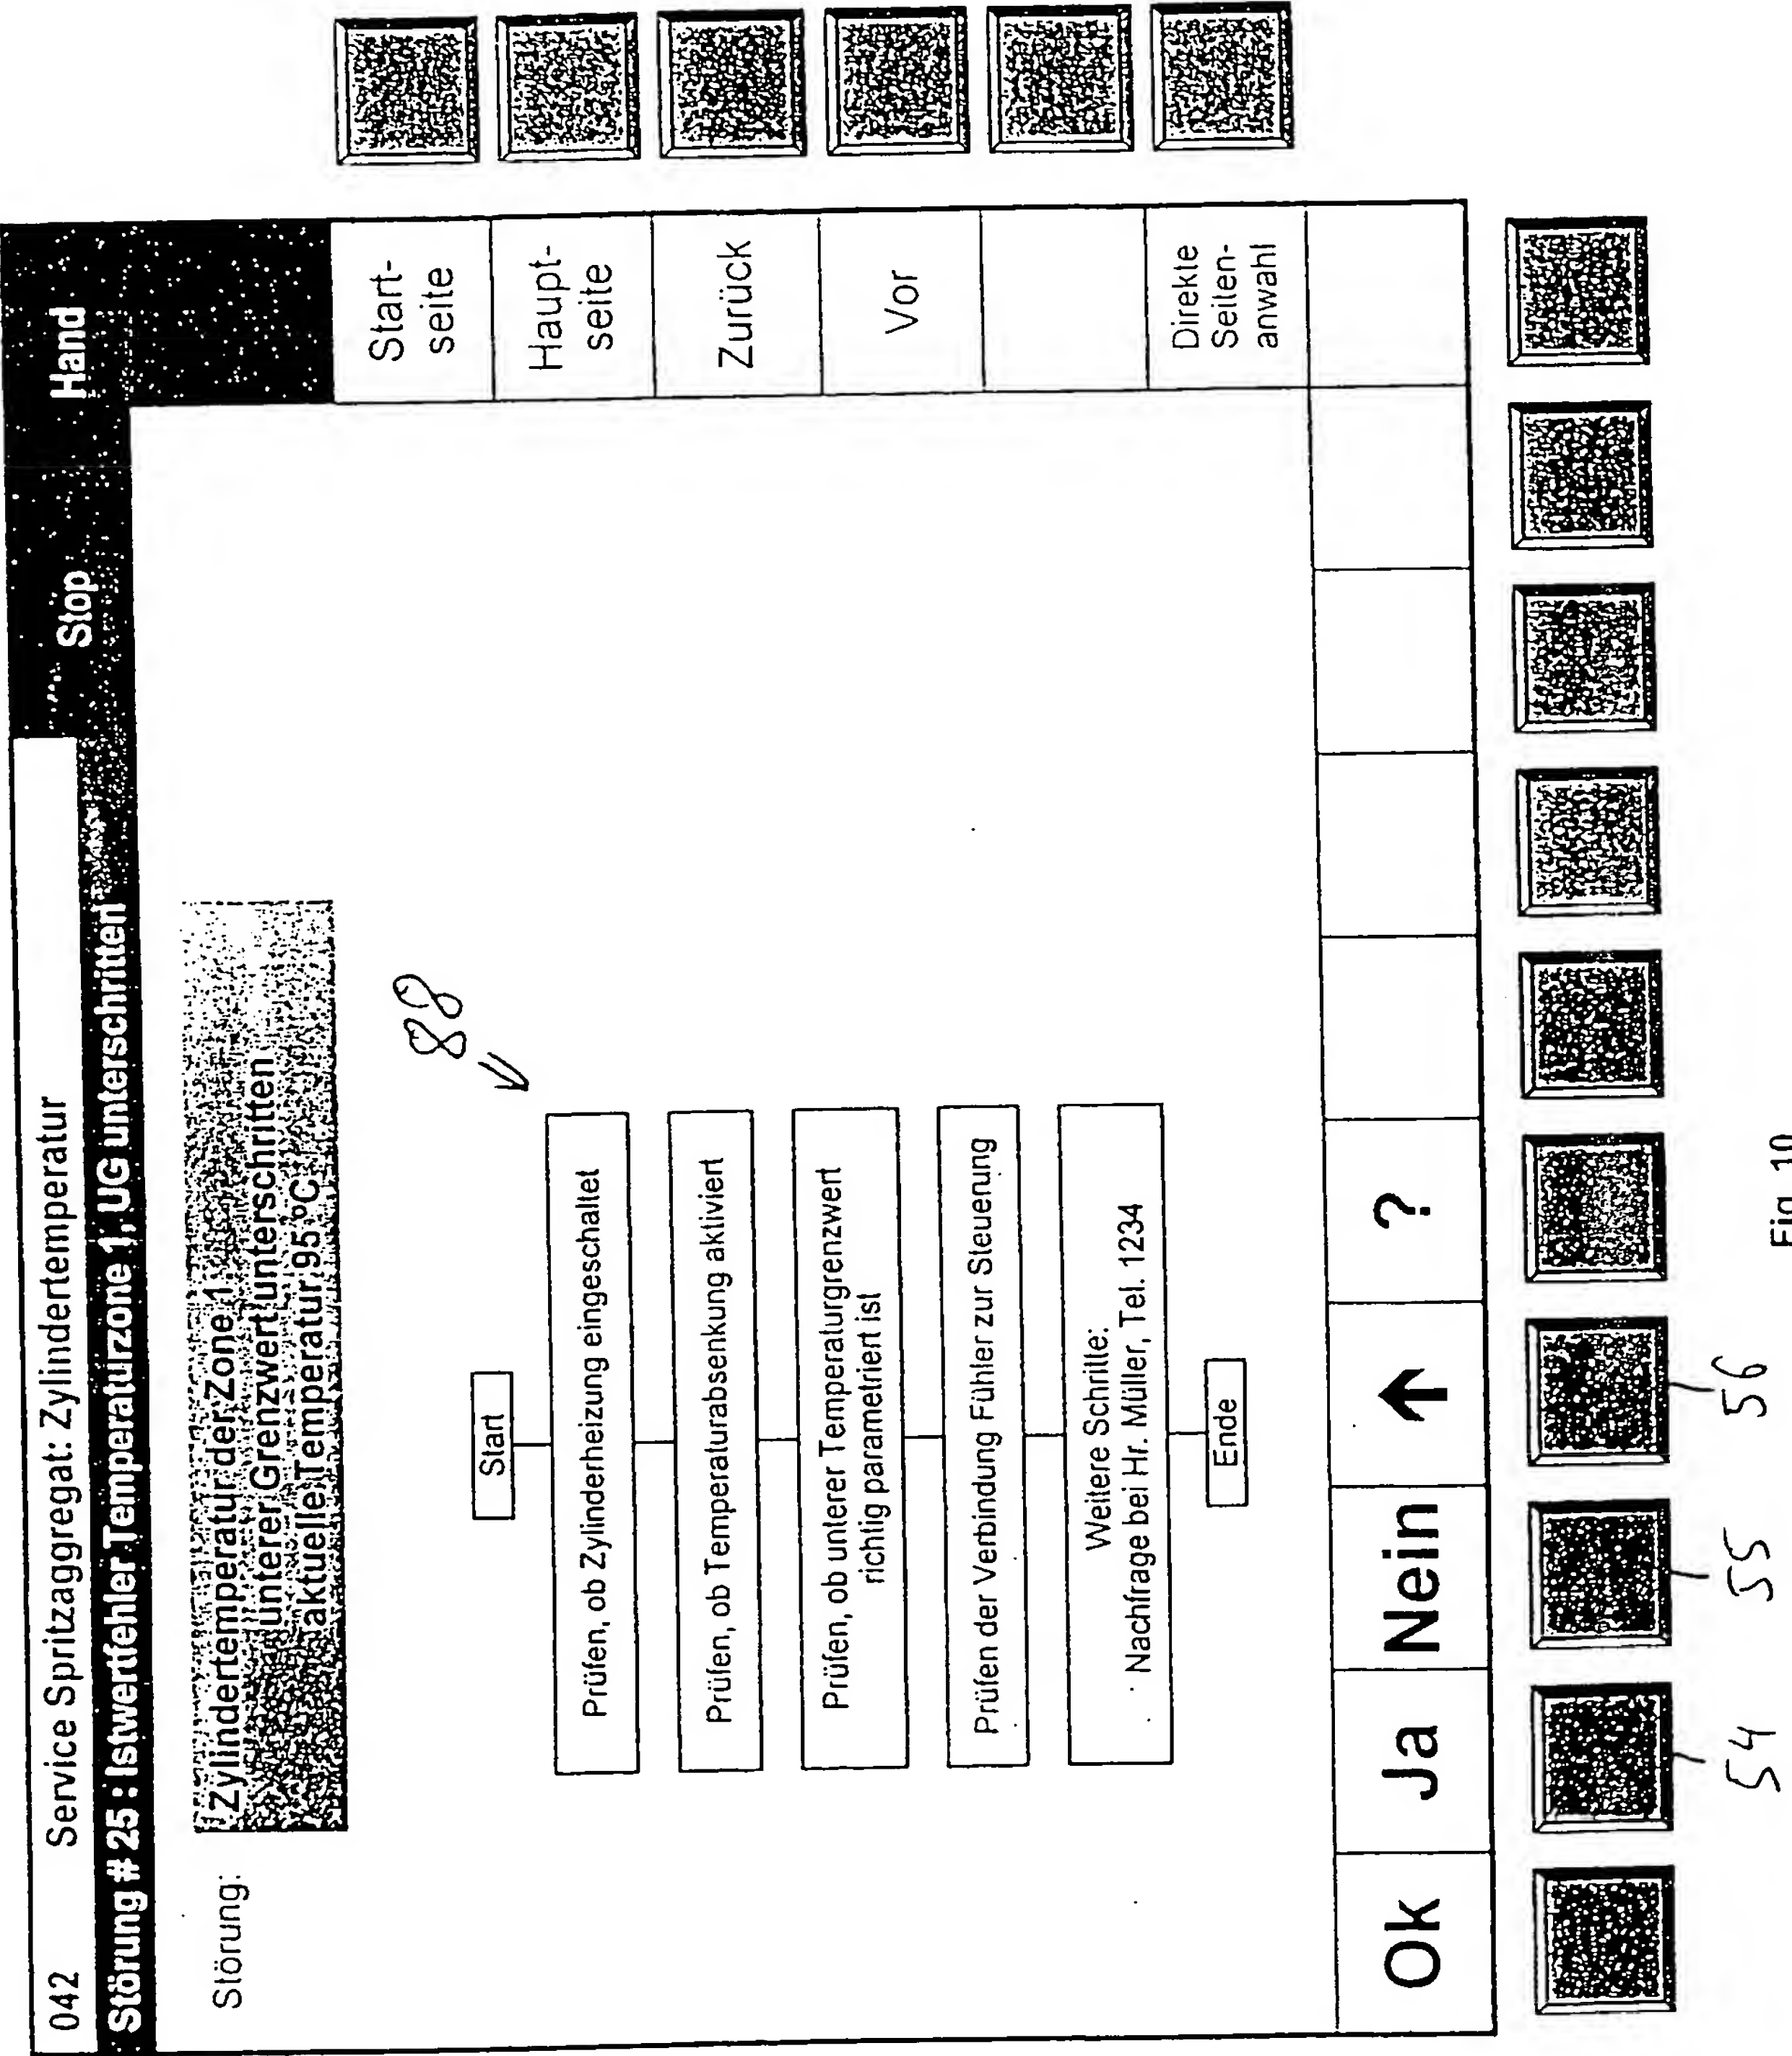 042 Service Spritzaggregat: Zylindertemperatur Stop Hand
Störung # 25 : Istwertfehler Temperaturzone 1, UG unterschritten
Störung:
Zylindertemperatur der Zone 1
unterer Grenzwert unterschritten
aktuelle Temperatur 95°C
88
Start
Prüfen, ob Zylinderheizung eingeschaltet
Prüfen, ob Temperaturabsenkung aktiviert
Prüfen, ob unterer Temperaturgrenzwert
richtig parametriert ist
Prüfen der Verbindung Fühler zur Steuerung
Weitere Schritte:
Nachfrage bei Hr. Müller, Tel. 1234
Ende
Start-
seite
Haupt-
seite
Zurück
Vor
Direkte
Seiten-
anwahl
Ok Ja Nein ↑ ?
54 55 56
Fig. 10